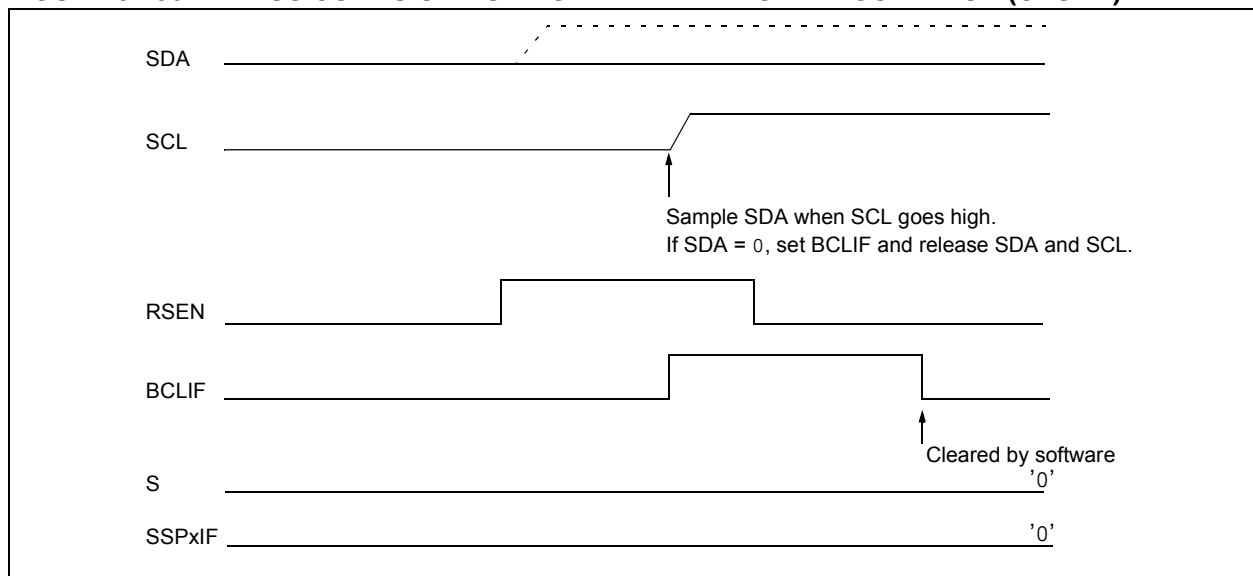 SDA
SCL
Sample SDA when SCL goes high.
If SDA = 0, set BCLIF and release SDA and SCL.
RSEN
BCLIF
Cleared by software
S
'0'
SSPxIF
'0'